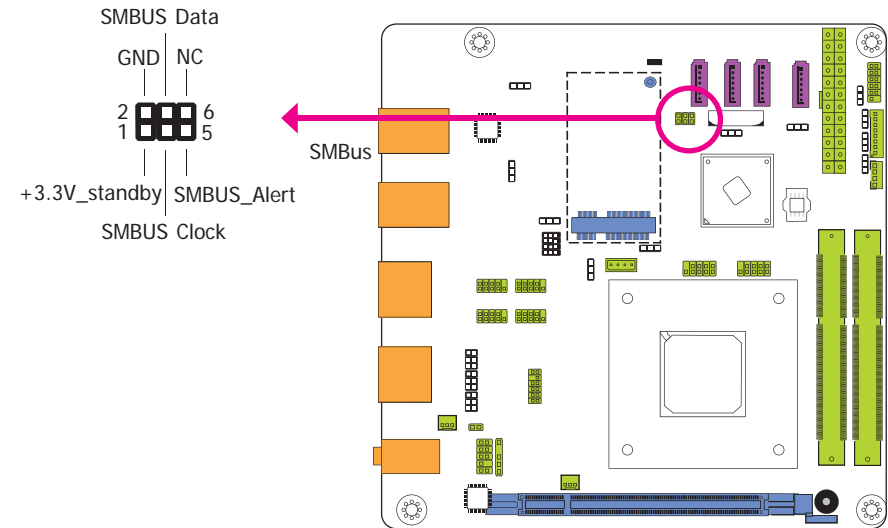 SMBUS Data
GND NC
2 6
1 5
SMBus
+3.3V_standby SMBUS_Alert
SMBUS Clock